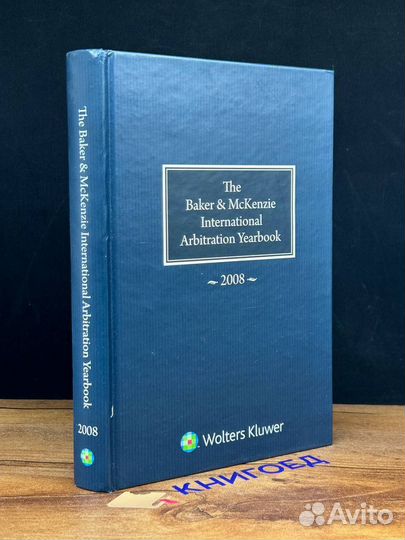 The Baker & McKenzie International Arbitration Yearbook
2008
The
Baker & McKenzie
International
Arbitration Yearbook
~ 2008 ~
Wolters Kluwer
КНИГОЕД
Avito